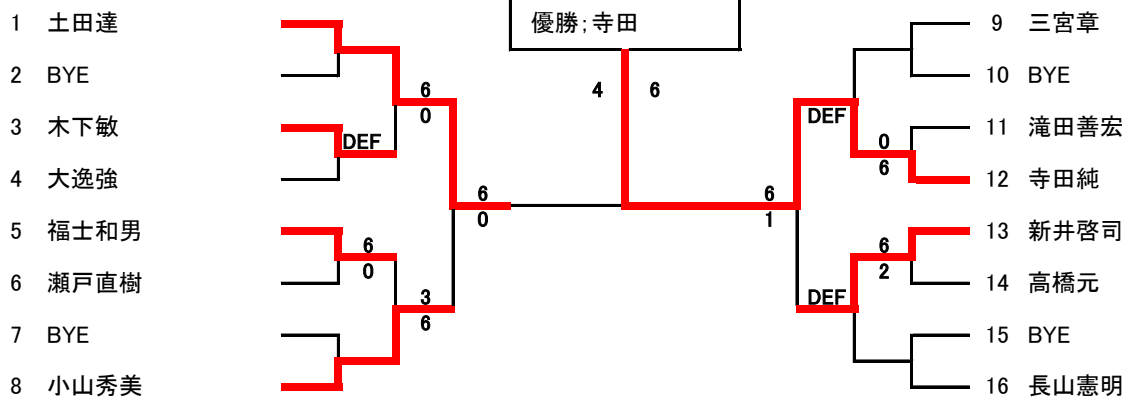 優勝;寺田
1 土田達
2 BYE
3 木下敏
4 大逸強
5 福士和男
6 瀬戸直樹
7 BYE
8 小山秀美
6
0
DEF
6
0
3
6
6
0
4 6
6
1
DEF
0
6
6
2
DEF
9 三宮章
10 BYE
11 滝田善宏
12 寺田純
13 新井啓司
14 高橋元
15 BYE
16 長山憲明